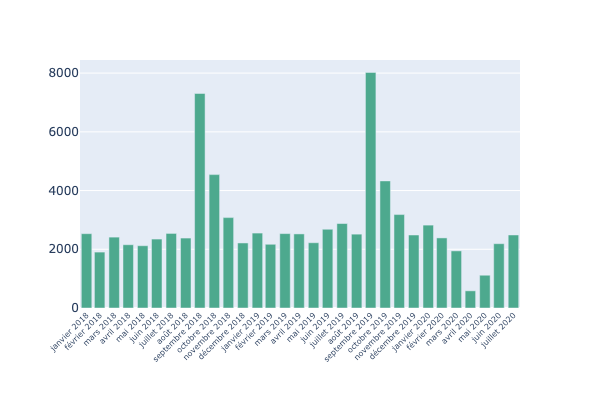 8000
6000
4000
2000
0
janvier 2018
février 2018
mars 2018
avril 2018
mai 2018
juin 2018
juillet 2018
août 2018
septembre 2018
octobre 2018
novembre 2018
décembre 2018
janvier 2019
février 2019
mars 2019
avril 2019
mai 2019
juin 2019
juillet 2019
août 2019
septembre 2019
octobre 2019
novembre 2019
décembre 2019
janvier 2020
février 2020
mars 2020
avril 2020
mai 2020
juin 2020
juillet 2020